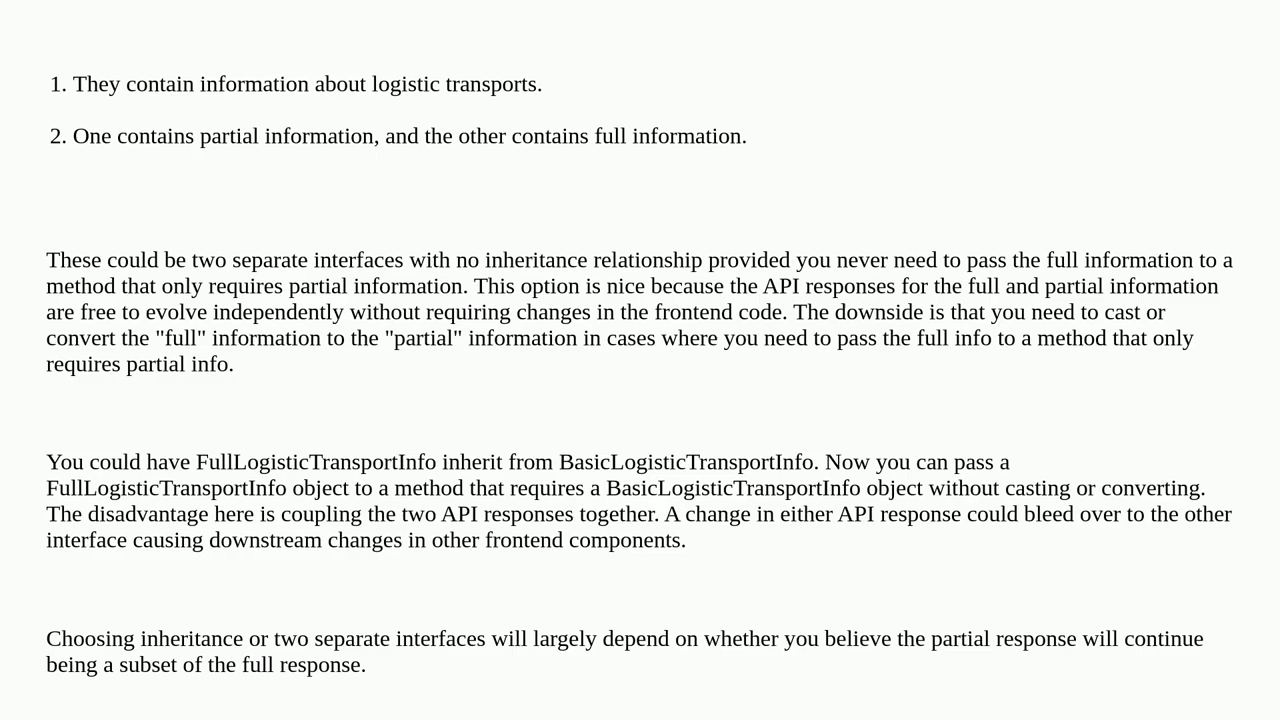 1. They contain information about logistic transports.
2. One contains partial information, and the other contains full information.
These could be two separate interfaces with no inheritance relationship provided you never need to pass the full information to a
method that only requires partial information. This option is nice because the API responses for the full and partial information
are free to evolve independently without requiring changes in the frontend code. The downside is that you need to cast or
convert the "full" information to the "partial" information in cases where you need to pass the full info to a method that only
requires partial info.
You could have FullLogisticTransportInfo inherit from BasicLogisticTransportInfo. Now you can pass a
FullLogisticTransportInfo object to a method that requires a BasicLogisticTransportInfo object without casting or converting.
The disadvantage here is coupling the two API responses together. A change in either API response could bleed over to the other
interface causing downstream changes in other frontend components.
Choosing inheritance or two separate interfaces will largely depend on whether you believe the partial response will continue
being a subset of the full response.